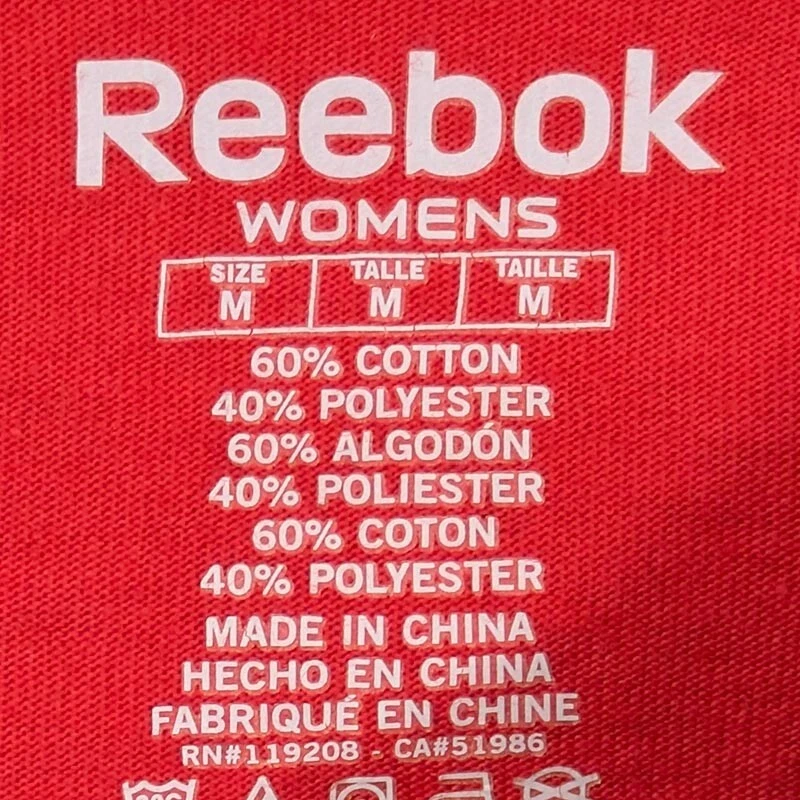 Reebok
WOMENS
SIZE TALLE TAILLE
M M M
60% COTTON
40% POLYESTER
60% ALGODÓN
40% POLIESTER
60% COTON
40% POLYESTER
MADE IN CHINA
HECHO EN CHINA
FABRIQUÉ EN CHINE
RN#119208 - CA#51986